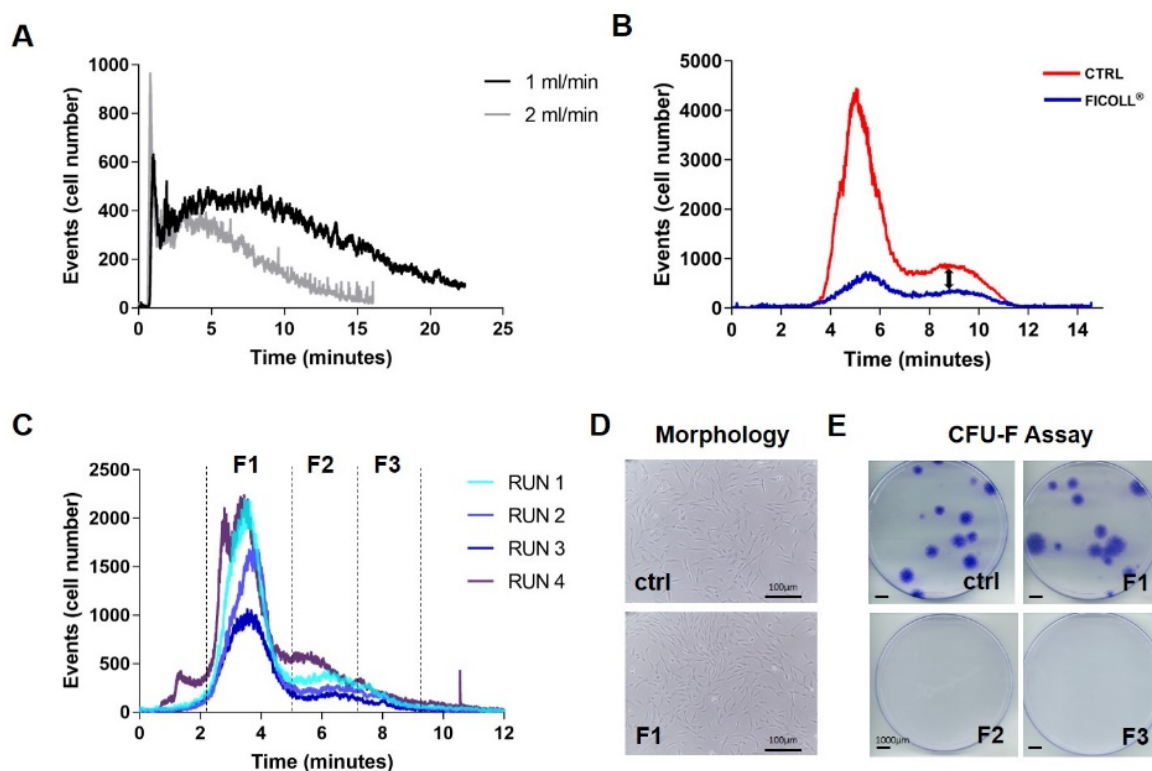 A
Events (cell number)
1000
800
600
400
200
0
0 5 10 15 20 25
Time (minutes)
1 ml/min
2 ml/min
B
Events (cell number)
5000
4000
3000
2000
1000
0
0 2 4 6 8 10 12 14
Time (minutes)
CTRL
FICOLL®
C
Events (cell number)
2500
2000
1500
1000
500
0
0 2 4 6 8 10 12
Time (minutes)
F1 F2 F3
RUN 1
RUN 2
RUN 3
RUN 4
D
Morphology
ctrl
100µm
F1
100µm
E
CFU-F Assay
ctrl
F1
1000µm
F2
F3